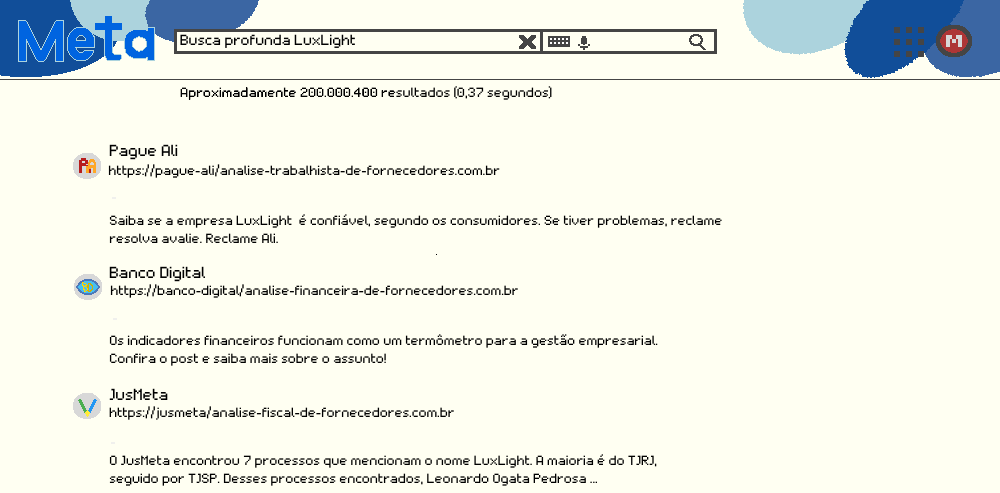 Meta
Busca profunda LuxLight
M
Aproximadamente 200.000.400 resultados (0,37 segundos)
Pague Ali
PA
https://pague-ali/analise-trabalhista-de-fornecedores.com.br
Saiba se a empresa LuxLight é confiável, segundo os consumidores. Se tiver problemas, reclame
resolva avalie. Reclame Ali.
Banco Digital
https://banco-digital/analise-financeira-de-fornecedores.com.br
Os indicadores financeiros funcionam como um termômetro para a gestão empresarial.
Confira o post e saiba mais sobre o assunto!
JusMeta
https://jusmeta/analise-fiscal-de-fornecedores.com.br
O JusMeta encontrou 7 processos que mencionam o nome LuxLight. A maioria é do TJRJ,
seguido por TJSP. Desses processos encontrados, Leonardo Ogata Pedrosa ...